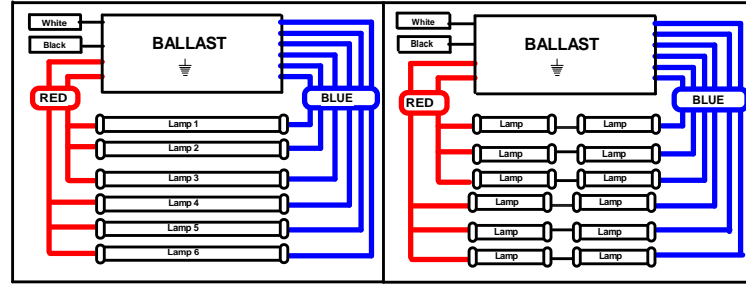 White
Black
BALLAST
RED
BLUE
Lamp 1
Lamp 2
Lamp 3
Lamp 4
Lamp 5
Lamp 6
White
Black
BALLAST
RED
BLUE
Lamp Lamp
Lamp Lamp
Lamp Lamp
Lamp Lamp
Lamp Lamp
Lamp Lamp